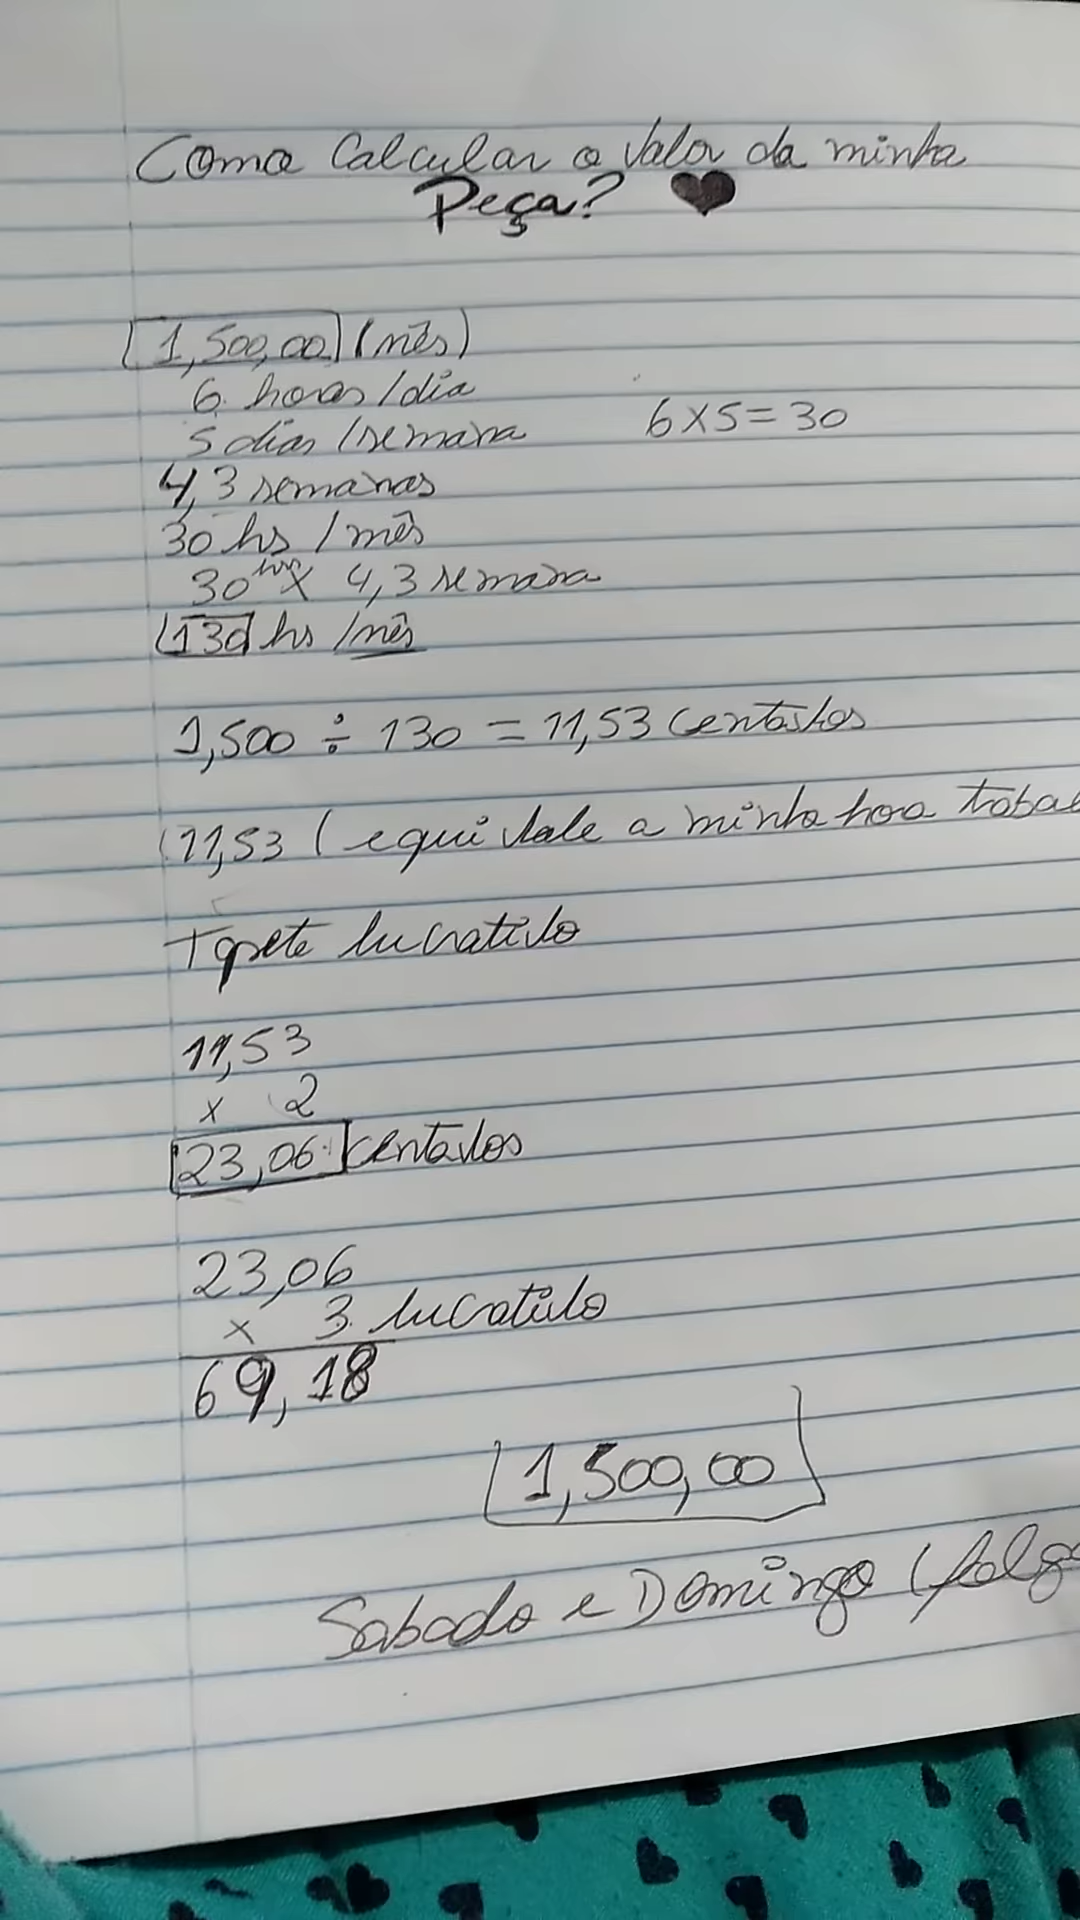 Como Calcular o valor da minha
Peça?
1,500,00 (mês)
6 horas/dia
5 dias/semana 6x5=30
4,3 semanas
30 hs/mês
30 hrs x 4,3 semana
130 hs/mês
1,500 ÷ 130 = 11,53 centavos
11,53 (equivale a minha hora
Tapete lucrativo
11,53
x 2
23,06 centavos
23,06
x 3 lucrativo
69,18
1,500,00
Sabado e Domingo (folga